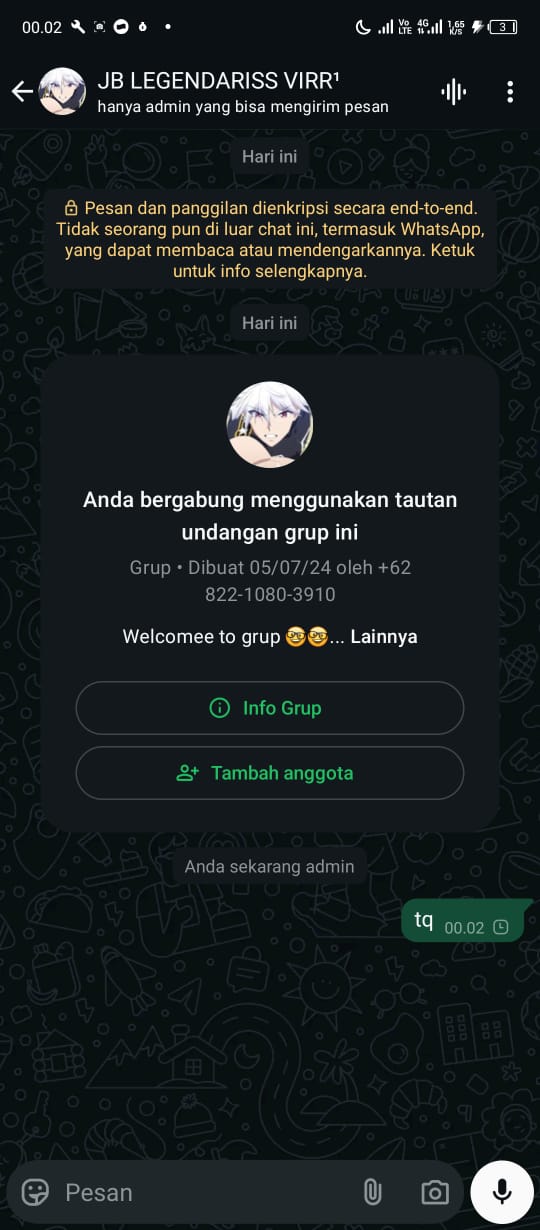 00.02
Vo LTE 4G 1,65 K/S 3
JB LEGENDARISS VIRR¹
hanya admin yang bisa mengirim pesan
Hari ini
Pesan dan panggilan dienkripsi secara end-to-end.
Tidak seorang pun di luar chat ini, termasuk WhatsApp,
yang dapat membaca atau mendengarkannya. Ketuk
untuk info selengkapnya.
Hari ini
Anda bergabung menggunakan tautan
undangan grup ini
Grup • Dibuat 05/07/24 oleh +62
822-1080-3910
Welcomee to grup 🤓🤓... Lainnya
Info Grup
Tambah anggota
Anda sekarang admin
tq 00.02
Pesan